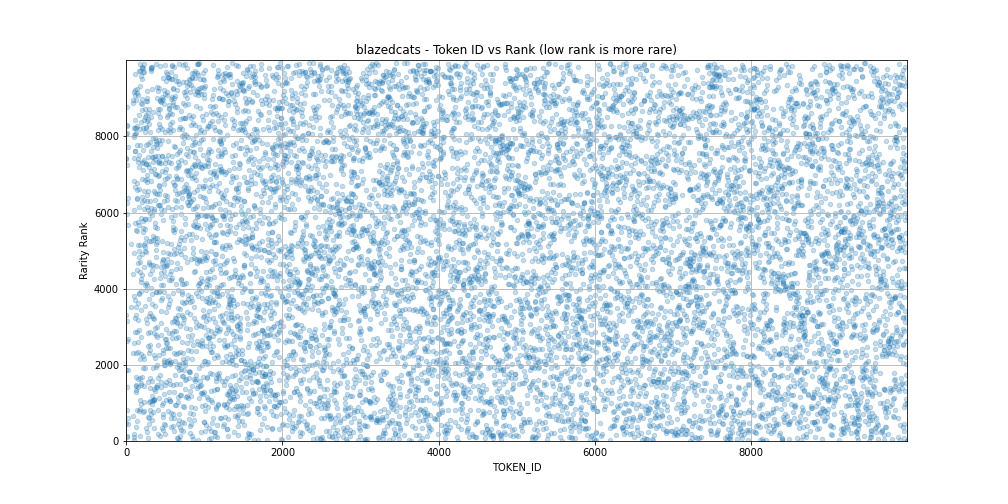 blazedcats - Token ID vs Rank (low rank is more rare)
Rarity Rank
8000
6000
4000
2000
0
0 2000 4000 6000 8000
TOKEN_ID